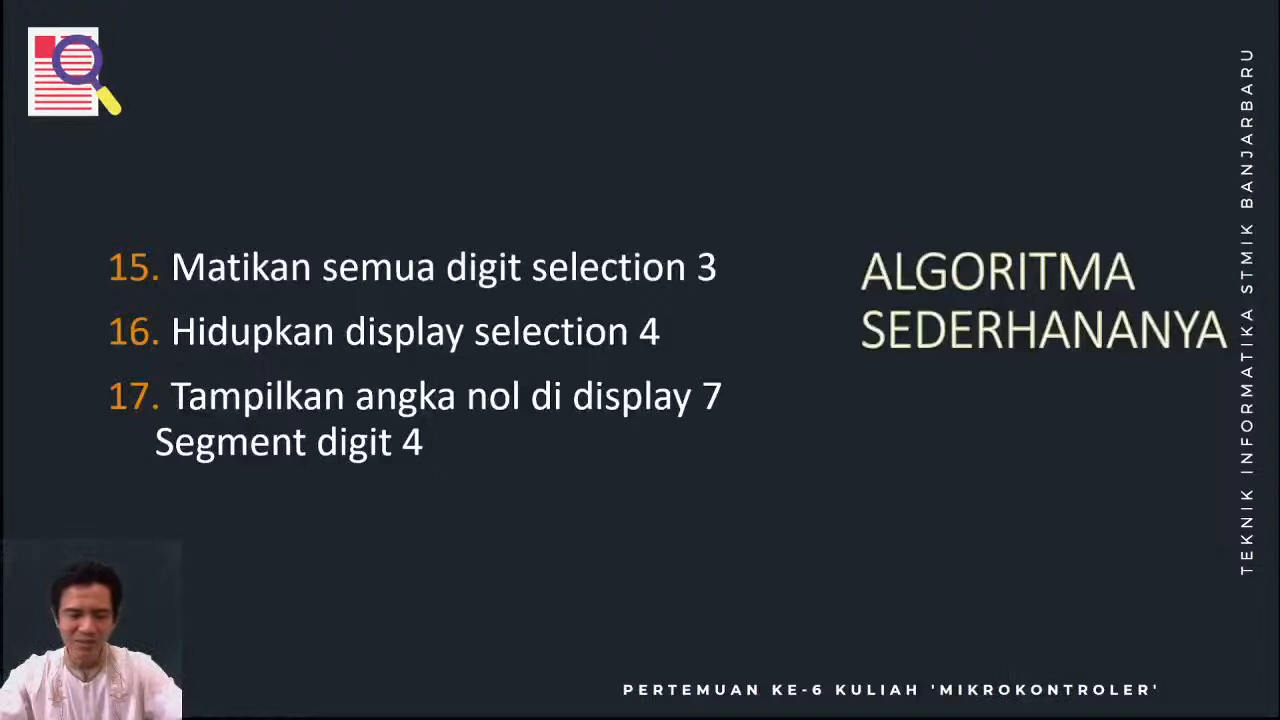 15. Matikan semua digit selection 3
16. Hidupkan display selection 4
17. Tampilkan angka nol di display 7
Segment digit 4
ALGORITMA
SEDERHANANYA
TEKNIK INFORMATIKA STMIK BANJARBARU
PERTEMUAN KE-6 KULIAH 'MIKROKONTROLER'